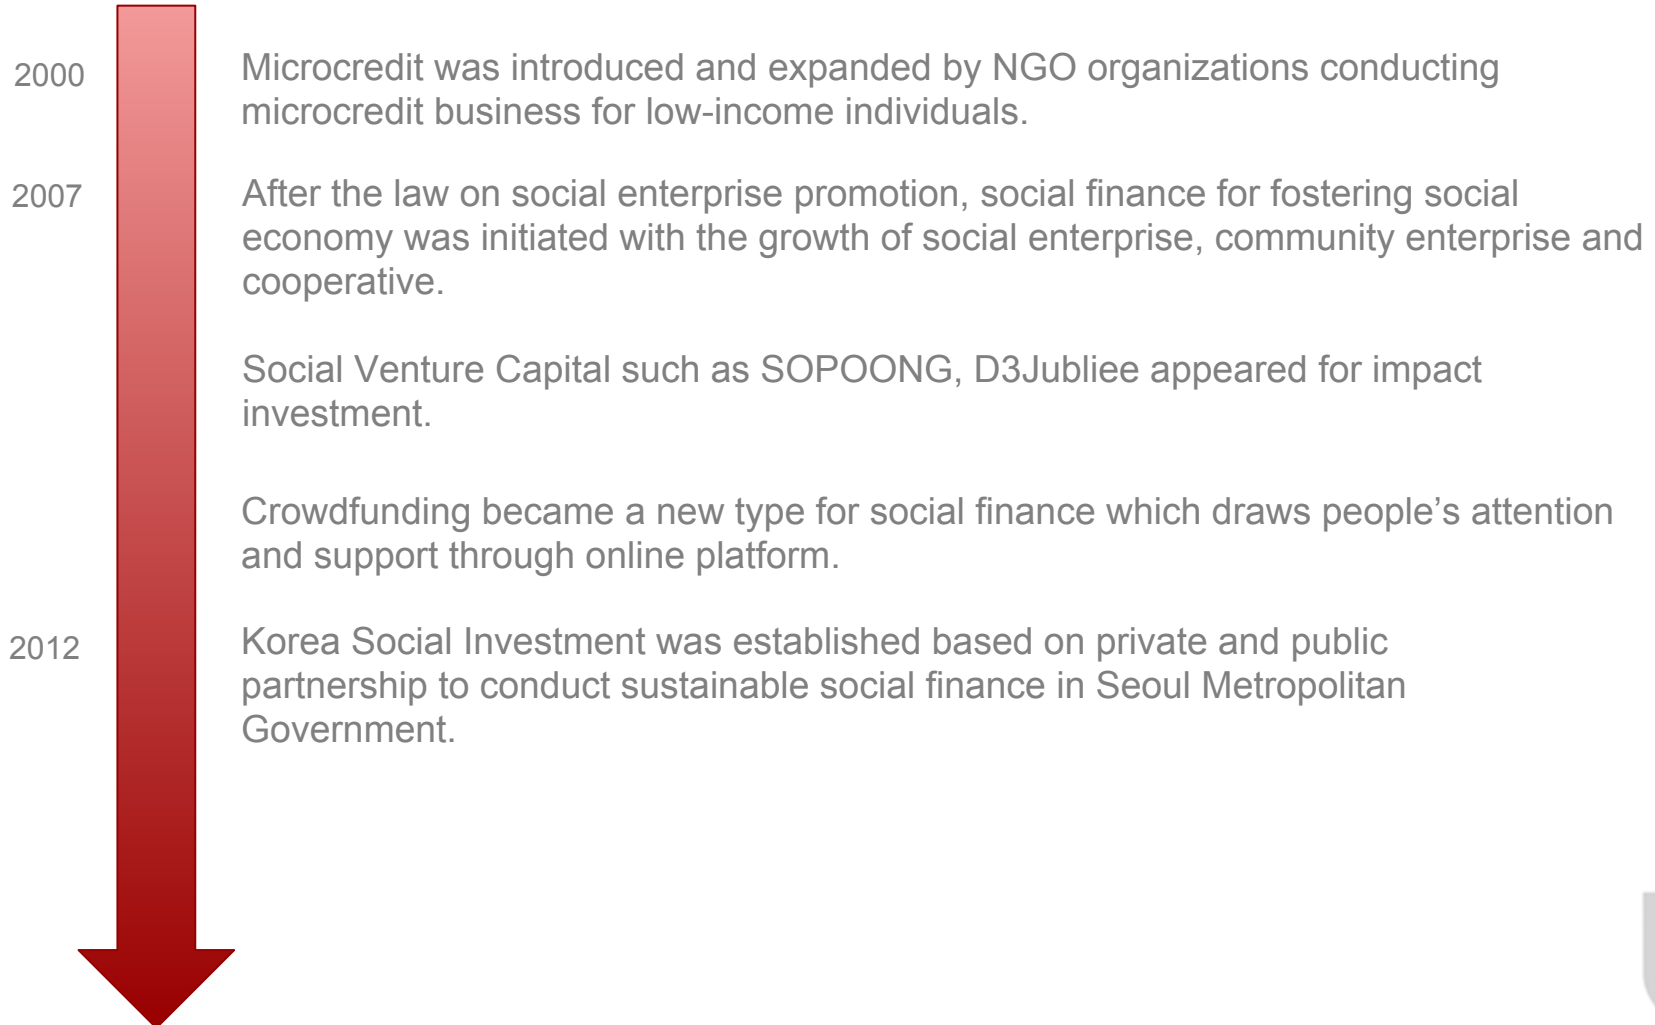 2000
Microcredit was introduced and expanded by NGO organizations conducting
microcredit business for low-income individuals.
2007
After the law on social enterprise promotion, social finance for fostering social
economy was initiated with the growth of social enterprise, community enterprise and
cooperative.
Social Venture Capital such as SOPOONG, D3Jubliee appeared for impact
investment.
Crowdfunding became a new type for social finance which draws people’s attention
and support through online platform.
2012
Korea Social Investment was established based on private and public
partnership to conduct sustainable social finance in Seoul Metropolitan
Government.